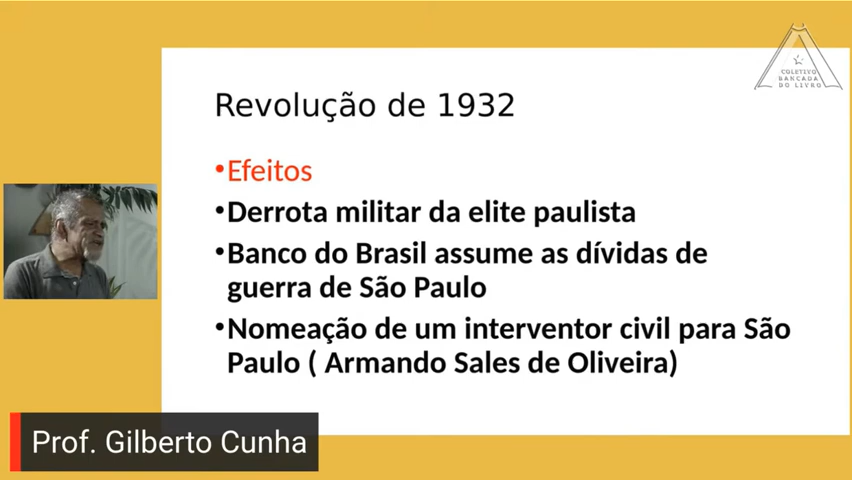 COLETIVO
BANCADA
DO LIVRO
Revolução de 1932
•Efeitos
•Derrota militar da elite paulista
•Banco do Brasil assume as dívidas de
guerra de São Paulo
•Nomeação de um interventor civil para São
Paulo ( Armando Sales de Oliveira)
Prof. Gilberto Cunha